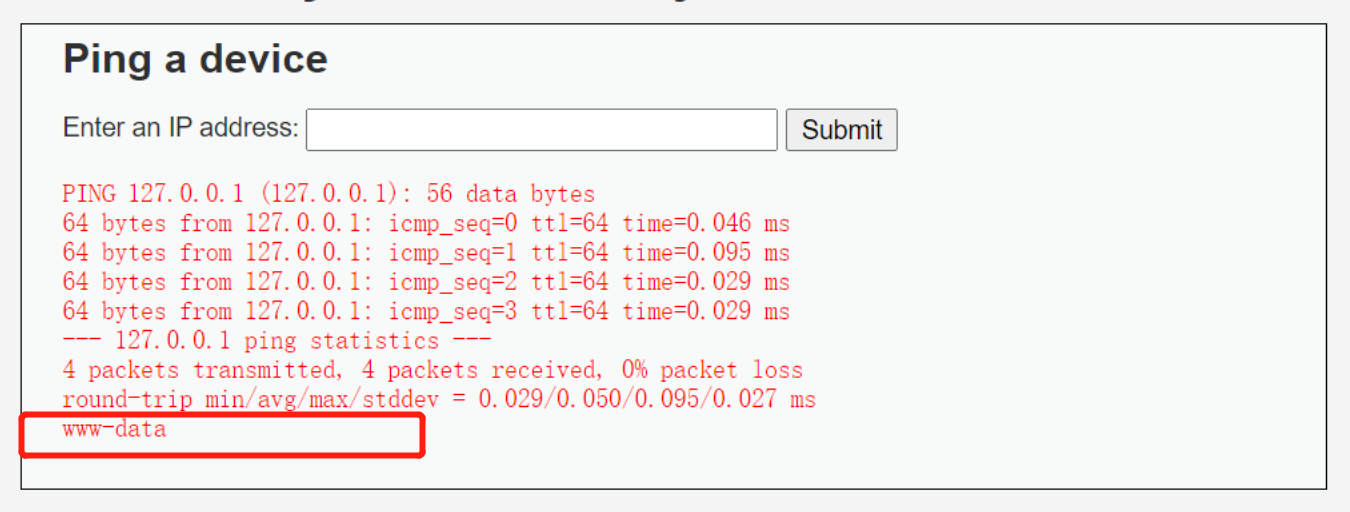 Ping a device
Enter an IP address: Submit
PING 127.0.0.1 (127.0.0.1): 56 data bytes
64 bytes from 127.0.0.1: icmp_seq=0 ttl=64 time=0.046 ms
64 bytes from 127.0.0.1: icmp_seq=1 ttl=64 time=0.095 ms
64 bytes from 127.0.0.1: icmp_seq=2 ttl=64 time=0.029 ms
64 bytes from 127.0.0.1: icmp_seq=3 ttl=64 time=0.029 ms
--- 127.0.0.1 ping statistics ---
4 packets transmitted, 4 packets received, 0% packet loss
round-trip min/avg/max/stddev = 0.029/0.050/0.095/0.027 ms
www-data